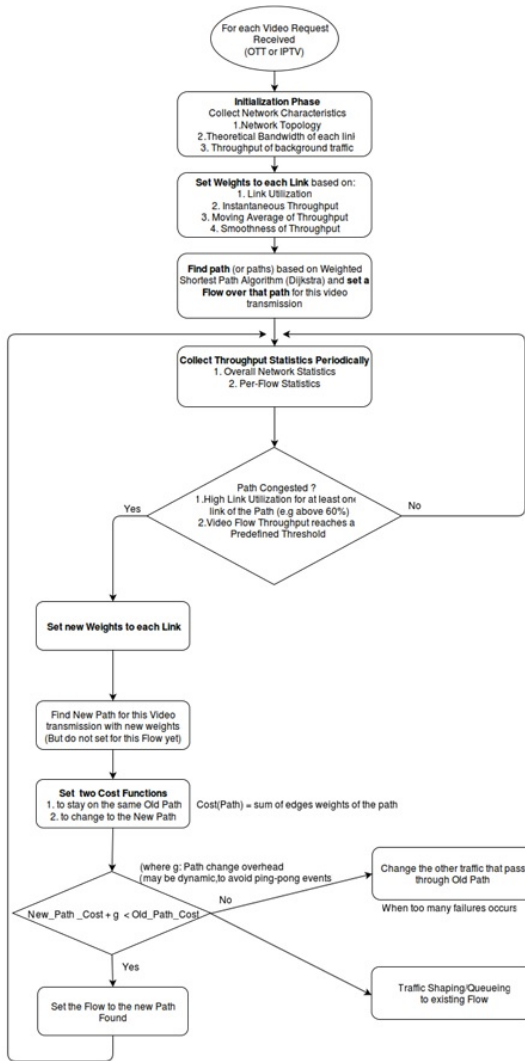 For each Video Request
Received
(OTT or IPTV)
Initialization Phase
Collect Network Characteristics
1.Network Topology
2.Theoretical Bandwidth of each link
3. Throughput of background traffic
Set Weights to each Link based on:
1. Link Utilization
2. Instantaneous Throughput
3. Moving Average of Throughput
4. Smoothness of Throughput
Find path (or paths) based on Weighted
Shortest Path Algorithm (Dijkstra) and set a
Flow over that path for this video
transmission
Collect Throughput Statistics Periodically
1. Overall Network Statistics
2. Per-Flow Statistics
Path Congested ?
1.High Link Utilization for at least one
link of the Path (e.g above 60%)
2.Video Flow Throughput reaches a
Predefined Threshold
Yes
No
Set new Weights to each Link
Find New Path for this Video
transmission with new weights
(But do not set for this Flow yet)
Set two Cost Functions
1. to stay on the same Old Path
2. to change to the New Path
Cost(Path) = sum of edges weights of the path
(where g: Path change overhead
(may be dynamic,to avoid ping-pong events
New_Path _Cost + g < Old_Path_Cost
No
Yes
Change the other traffic that pass
through Old Path
When too many failures occurs
Set the Flow to the new Path
Found
Traffic Shaping/Queueing
to existing Flow